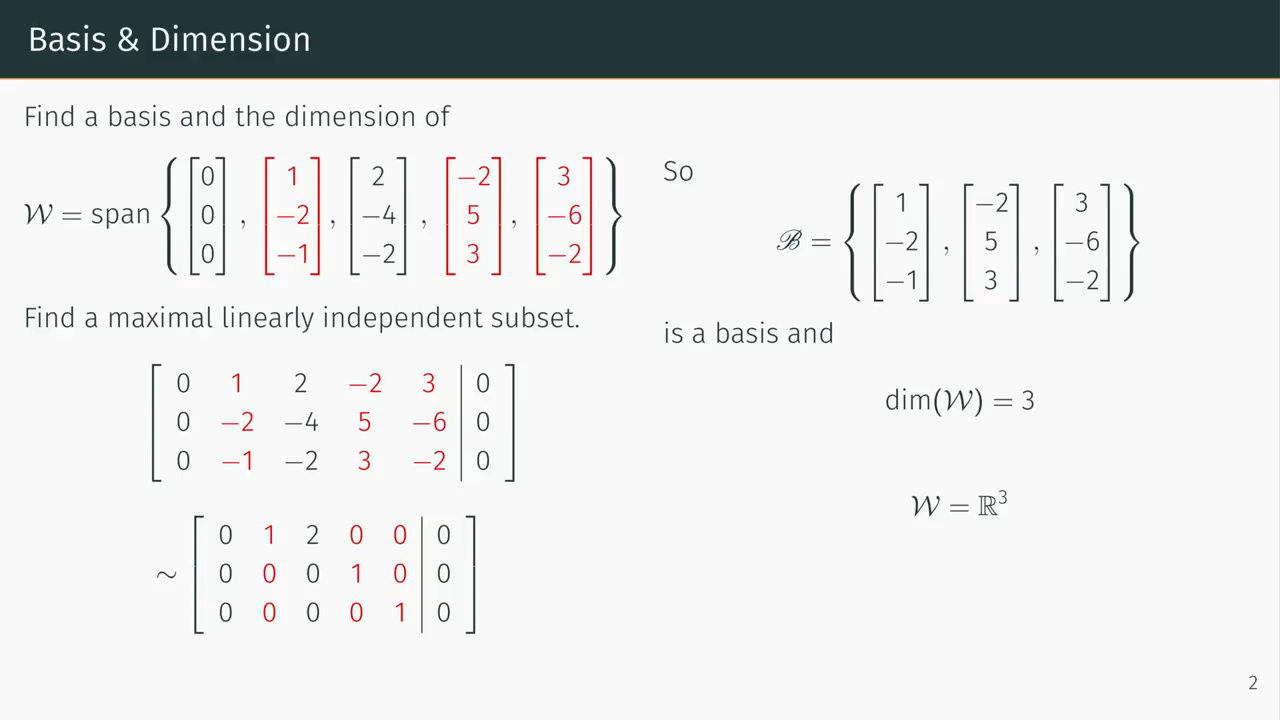 Basis & Dimension
Find a basis and the dimension of
𝒲 = span { [0 0 0], [1 −2 −1], [2 −4 −2], [−2 5 3], [3 −6 −2] }
Find a maximal linearly independent subset.
[ 0 1 2 −2 3 | 0 ]
[ 0 −2 −4 5 −6 | 0 ]
[ 0 −1 −2 3 −2 | 0 ]
∼
[ 0 1 2 0 0 | 0 ]
[ 0 0 0 1 0 | 0 ]
[ 0 0 0 0 1 | 0 ]
So
ℬ = { [1 −2 −1], [−2 5 3], [3 −6 −2] }
is a basis and
dim(𝒲) = 3
𝒲 = ℝ³
2